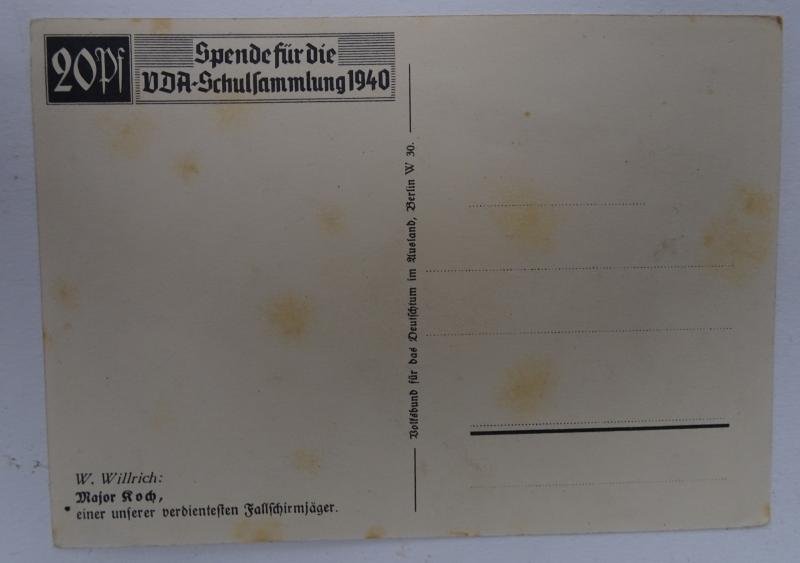 20Pf
Spende für die
VDA-Schulsammlung 1940
Volksbund für das Deutschtum im Ausland, Berlin W 30.
W. Willrich:
Major Koch,
einer unserer verdientesten Fallschirmjäger.